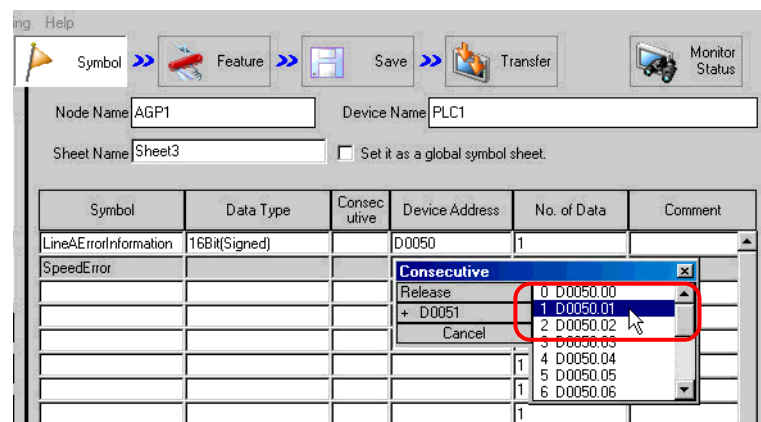 ing Help
Symbol >> Feature >> Save >> Transfer Monitor Status
Node Name AGP1 Device Name PLC1
Sheet Name Sheet3 Set it as a global symbol sheet.
Symbol Data Type Consecutive Device Address No. of Data Comment
LineAErrorInformation 16Bit(Signed) D0050 1
SpeedError
Consecutive
Release
+ D0051
Cancel
0 D0050.00
1 D0050.01
2 D0050.02
3 D0050.03
4 D0050.04
5 D0050.05
6 D0050.06
1
1
1